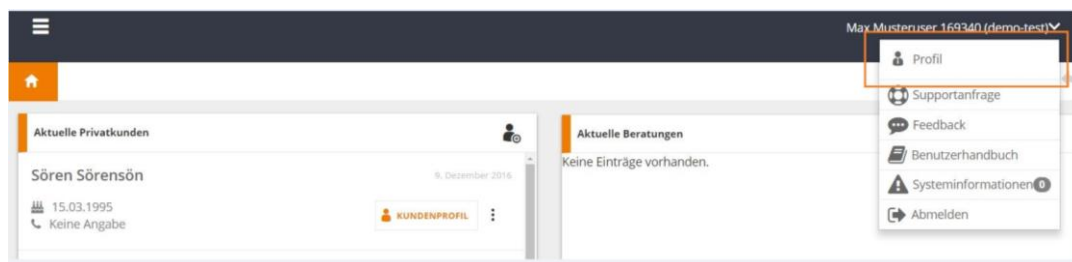 Max Musteruser 169340 (demo-test)
Profil
Supportanfrage
Feedback
Benutzerhandbuch
Systeminformationen 0
Abmelden
Aktuelle Privatkunden
Sören Sörensön
9. Dezember 2016
15.03.1995
Keine Angabe
KUNDENPROFIL
Aktuelle Beratungen
Keine Einträge vorhanden.